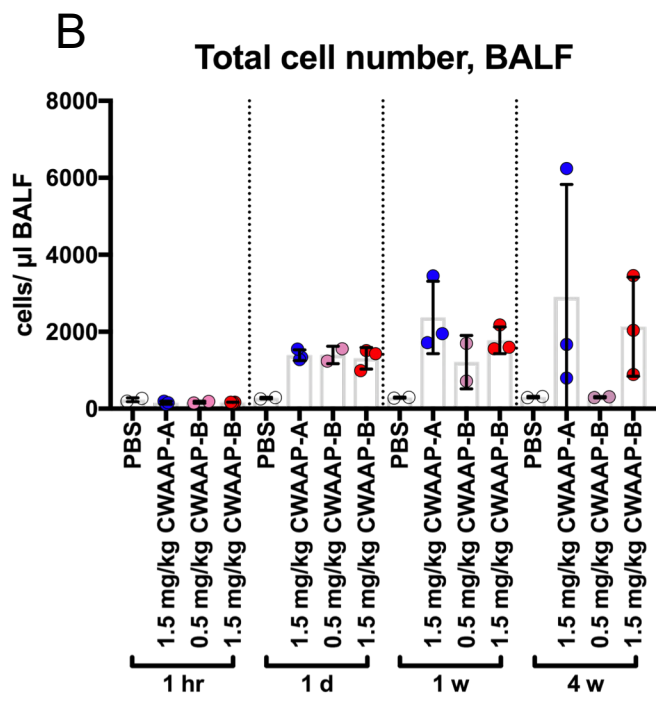 B
Total cell number, BALF
cells/ µl BALF
8000
6000
4000
2000
0
PBS
1.5 mg/kg CWAAP-A
0.5 mg/kg CWAAP-B
1.5 mg/kg CWAAP-B
PBS
1.5 mg/kg CWAAP-A
0.5 mg/kg CWAAP-B
1.5 mg/kg CWAAP-B
PBS
1.5 mg/kg CWAAP-A
0.5 mg/kg CWAAP-B
1.5 mg/kg CWAAP-B
PBS
1.5 mg/kg CWAAP-A
0.5 mg/kg CWAAP-B
1.5 mg/kg CWAAP-B
1 hr
1 d
1 w
4 w